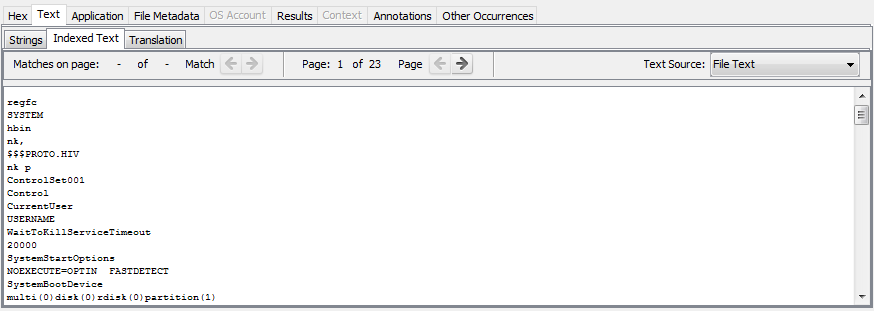 Hex Text Application File Metadata OS Account Results Context Annotations Other Occurrences
Strings Indexed Text Translation
Matches on page: - of - Match Page: 1 of 23 Page Text Source: File Text
regfc
SYSTEM
hbin
nk,
$$$PROTO.HIV
nk p
ControlSet001
Control
CurrentUser
USERNAME
WaitToKillServiceTimeout
20000
SystemStartOptions
NOEXECUTE=OPTIN  FASTDETECT
SystemBootDevice
multi(0)disk(0)rdisk(0)partition(1)